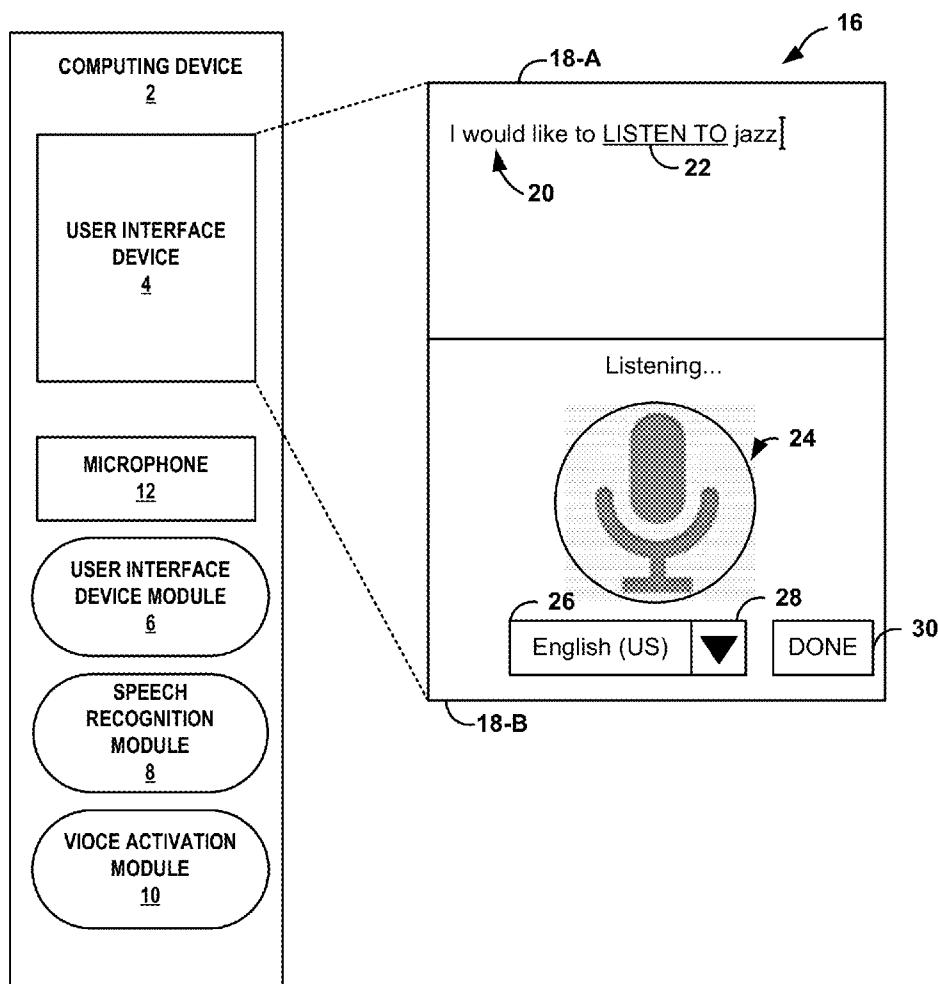 COMPUTING DEVICE
2
USER INTERFACE
DEVICE
4
MICROPHONE
12
USER INTERFACE
DEVICE MODULE
6
SPEECH
RECOGNITION
MODULE
8
VIOCE ACTIVATION
MODULE
10
16
18-A
I would like to LISTEN TO jazz
22
20
Listening...
24
26
28
English (US)
DONE
30
18-B